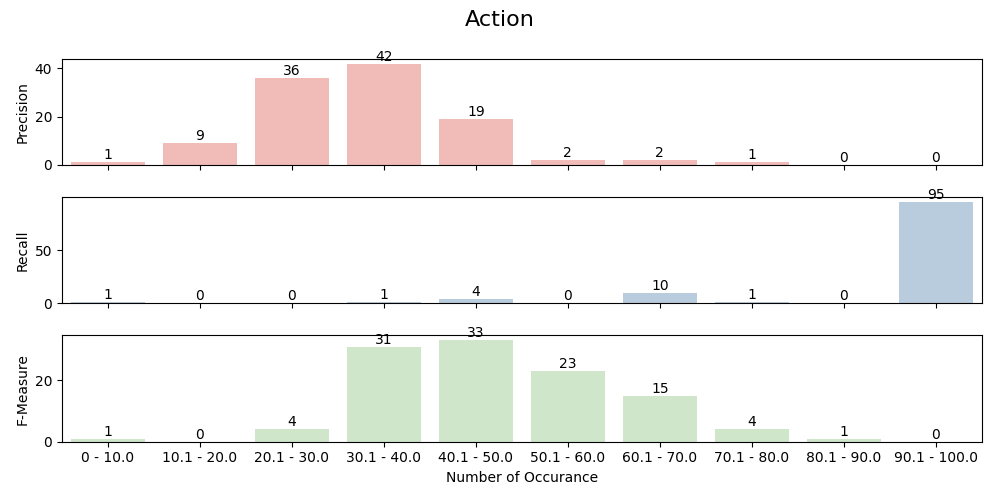 Action
Precision
40
20
0
1 9 36 42 19 2 2 1 0 0
Recall
50
0
1 0 0 1 4 0 10 1 0 95
F-Measure
20
0
1 0 4 31 33 23 15 4 1 0
0 - 10.0 10.1 - 20.0 20.1 - 30.0 30.1 - 40.0 40.1 - 50.0 50.1 - 60.0 60.1 - 70.0 70.1 - 80.0 80.1 - 90.0 90.1 - 100.0
Number of Occurance